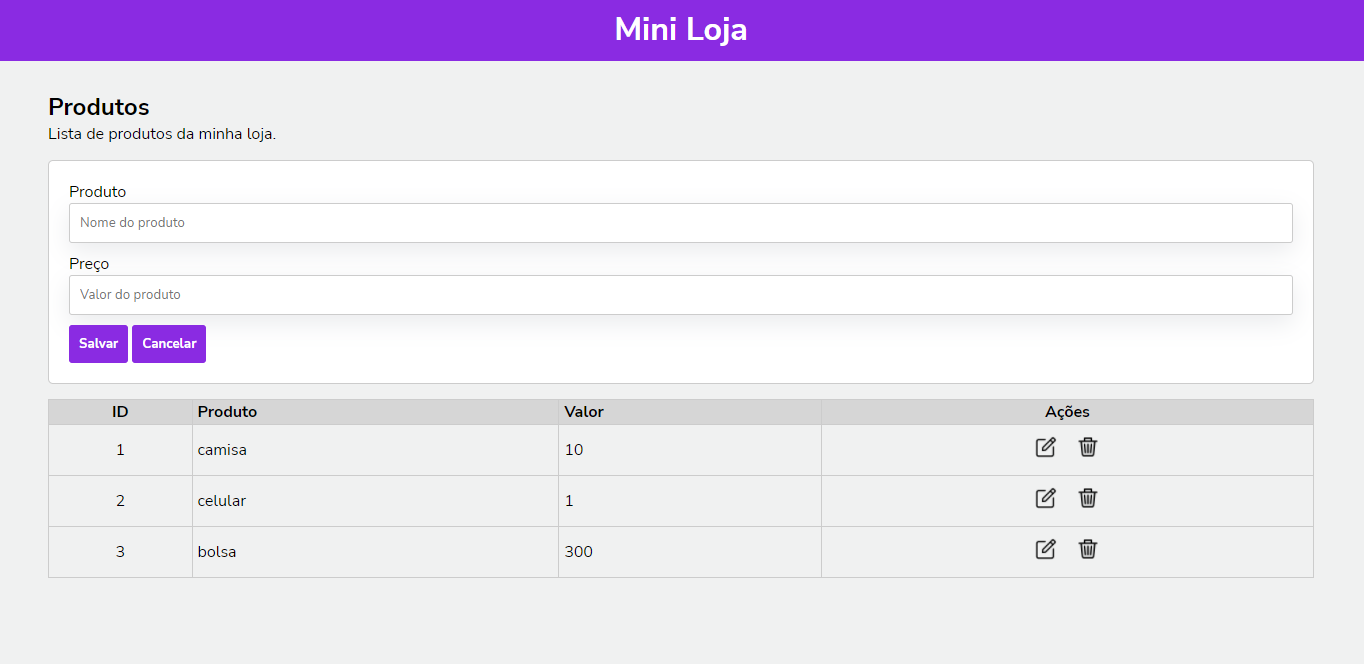 Mini Loja
Produtos
Lista de produtos da minha loja.
Produto
Nome do produto
Preço
Valor do produto
Salvar Cancelar
ID Produto Valor Ações
1 camisa 10
2 celular 1
3 bolsa 300